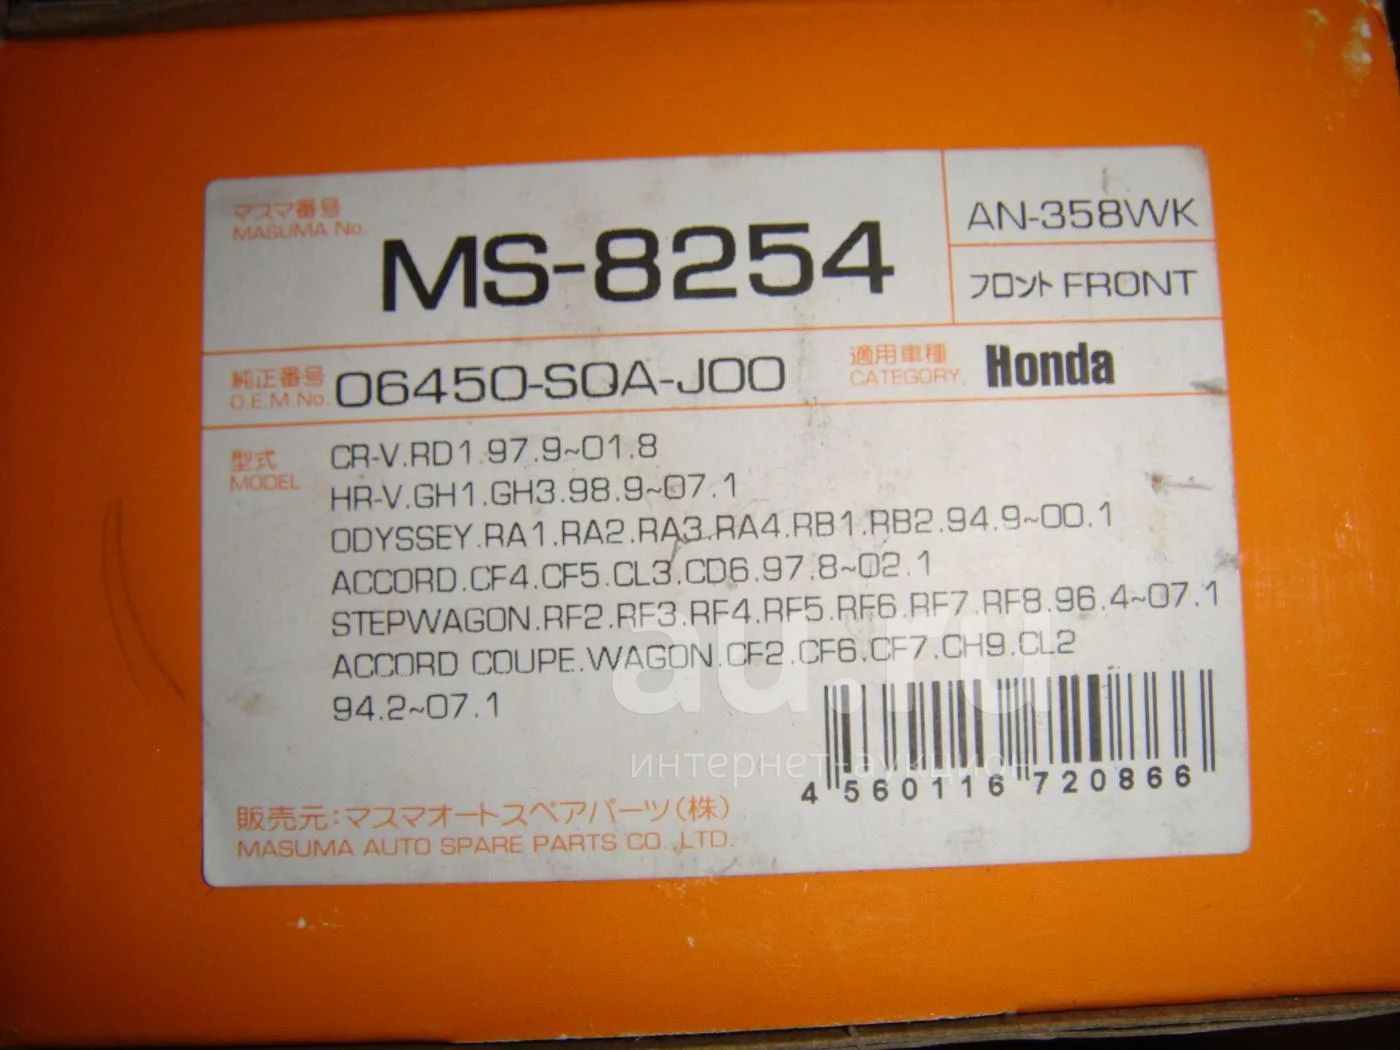 マスマ番号
MASUMA No.
MS-8254
AN-358WK
フロント FRONT
純正番号
O.E.M No.
06450-S0A-J00
適用車種
CATEGORY
Honda
型式
MODEL
CR-V.RD1.97.9~01.8
HR-V.GH1.GH3.98.9~07.1
ODYSSEY.RA1.RA2.RA3.RA4.RB1.RB2.94.9~00.1
ACCORD.CF4.CF5.CL3.CD6.97.8~02.1
STEPWAGON.RF2.RF3.RF4.RF5.RF6.RF7.RF8.96.4~07.1
ACCORD COUPE.WAGON.CF2.CF6.CF7.CH9.CL2
94.2~07.1
au.ru
интернет-аукцион
4 560116 720866
販売元:マスマオートスペアパーツ(株)
MASUMA AUTO SPARE PARTS CO.,LTD.